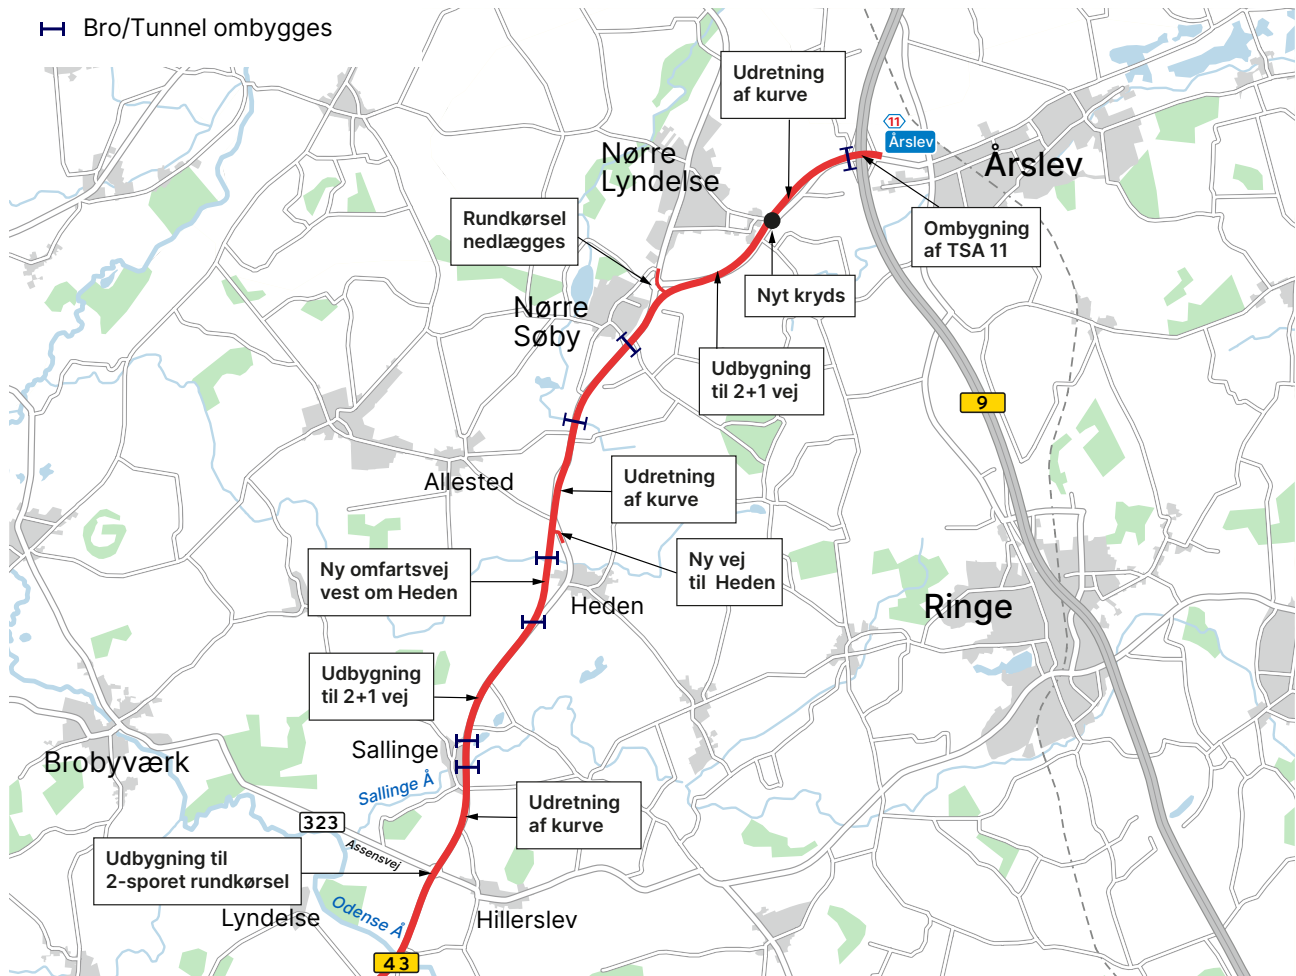 Bro/Tunnel ombygges
Udretning
af kurve
11
Årslev
Årslev
Nørre
Lyndelse
Rundkørsel
nedlægges
Ombygning
af TSA 11
Nyt kryds
Nørre
Søby
Udbygning
til 2+1 vej
9
Allested
Udretning
af kurve
Ny vej
til Heden
Ny omfartsvej
vest om Heden
Heden
Ringe
Udbygning
til 2+1 vej
Sallinge
Brobyværk
Sallinge Å
Udretning
af kurve
323
Assensvej
Udbygning til
2-sporet rundkørsel
Lyndelse
Odense Å
Hillerslev
43